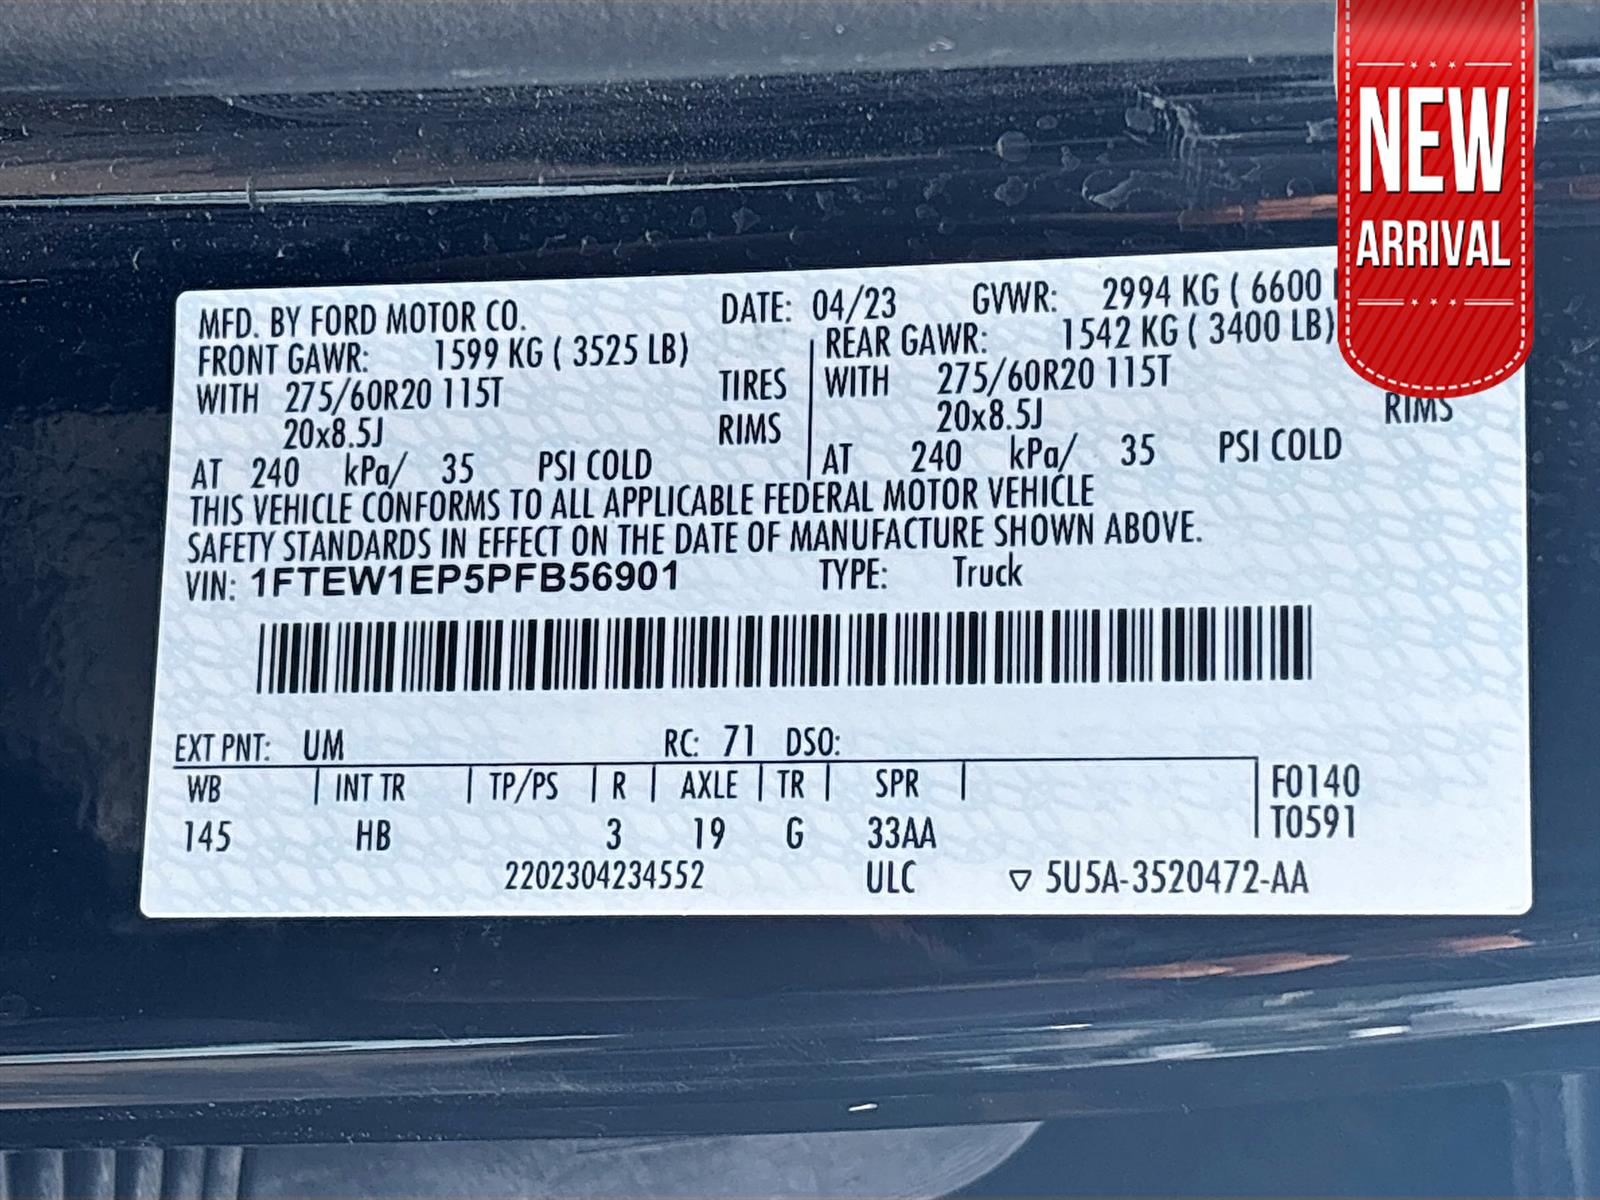 NEW
ARRIVAL
MFD. BY FORD MOTOR CO. DATE: 04/23 GVWR: 2994 KG ( 6600
FRONT GAWR: 1599 KG ( 3525 LB) REAR GAWR: 1542 KG ( 3400 LB)
WITH 275/60R20 115T TIRES WITH 275/60R20 115T
20x8.5J RIMS 20x8.5J RIMS
AT 240 kPa/ 35 PSI COLD AT 240 kPa/ 35 PSI COLD
THIS VEHICLE CONFORMS TO ALL APPLICABLE FEDERAL MOTOR VEHICLE
SAFETY STANDARDS IN EFFECT ON THE DATE OF MANUFACTURE SHOWN ABOVE.
VIN: 1FTEW1EP5PFB56901 TYPE: Truck
EXT PNT: UM RC: 71 DSO:
WB INT TR TP/PS R AXLE TR SPR F0140
T0591
145 HB 3 19 G 33AA
2202304234552 ULC 5U5A-3520472-AA